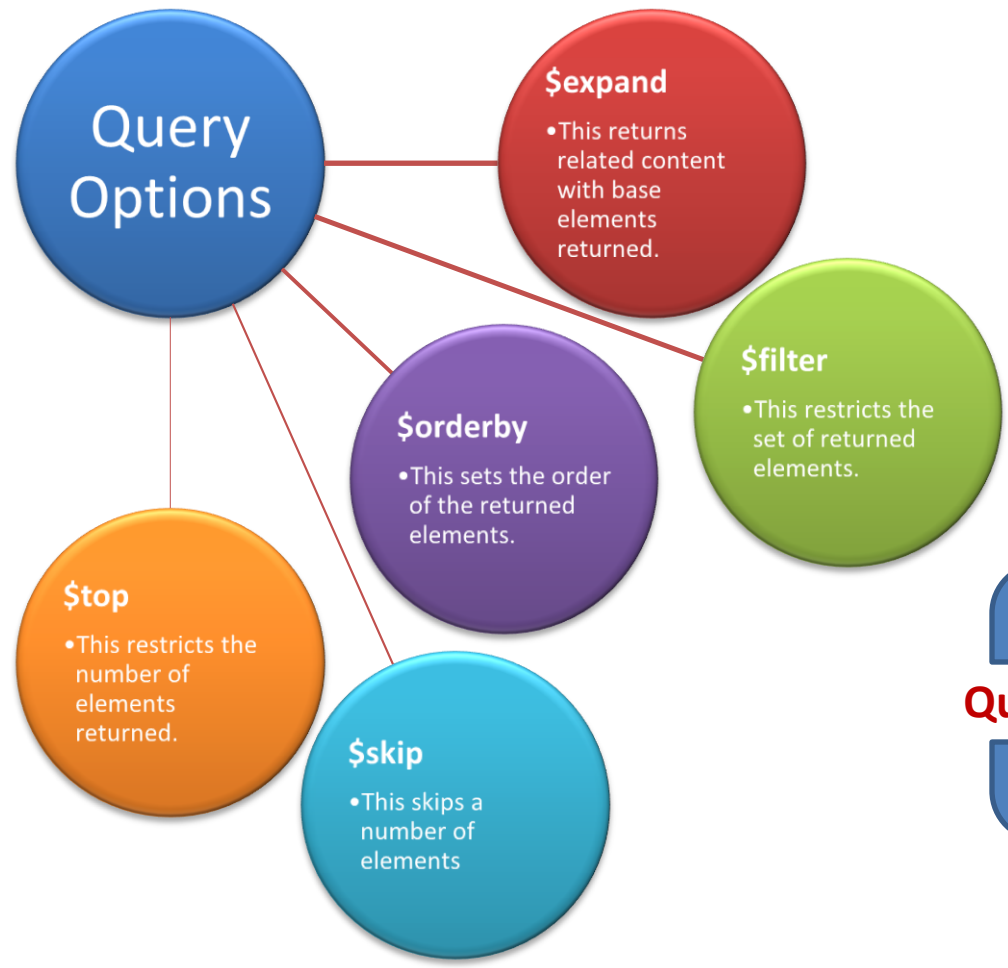 Query
Options
$expand
•This returns
related content
with base
elements
returned.
$filter
•This restricts the
set of returned
elements.
$orderby
•This sets the order
of the returned
elements.
$top
•This restricts the
number of
elements
returned.
$skip
•This skips a
number of
elements